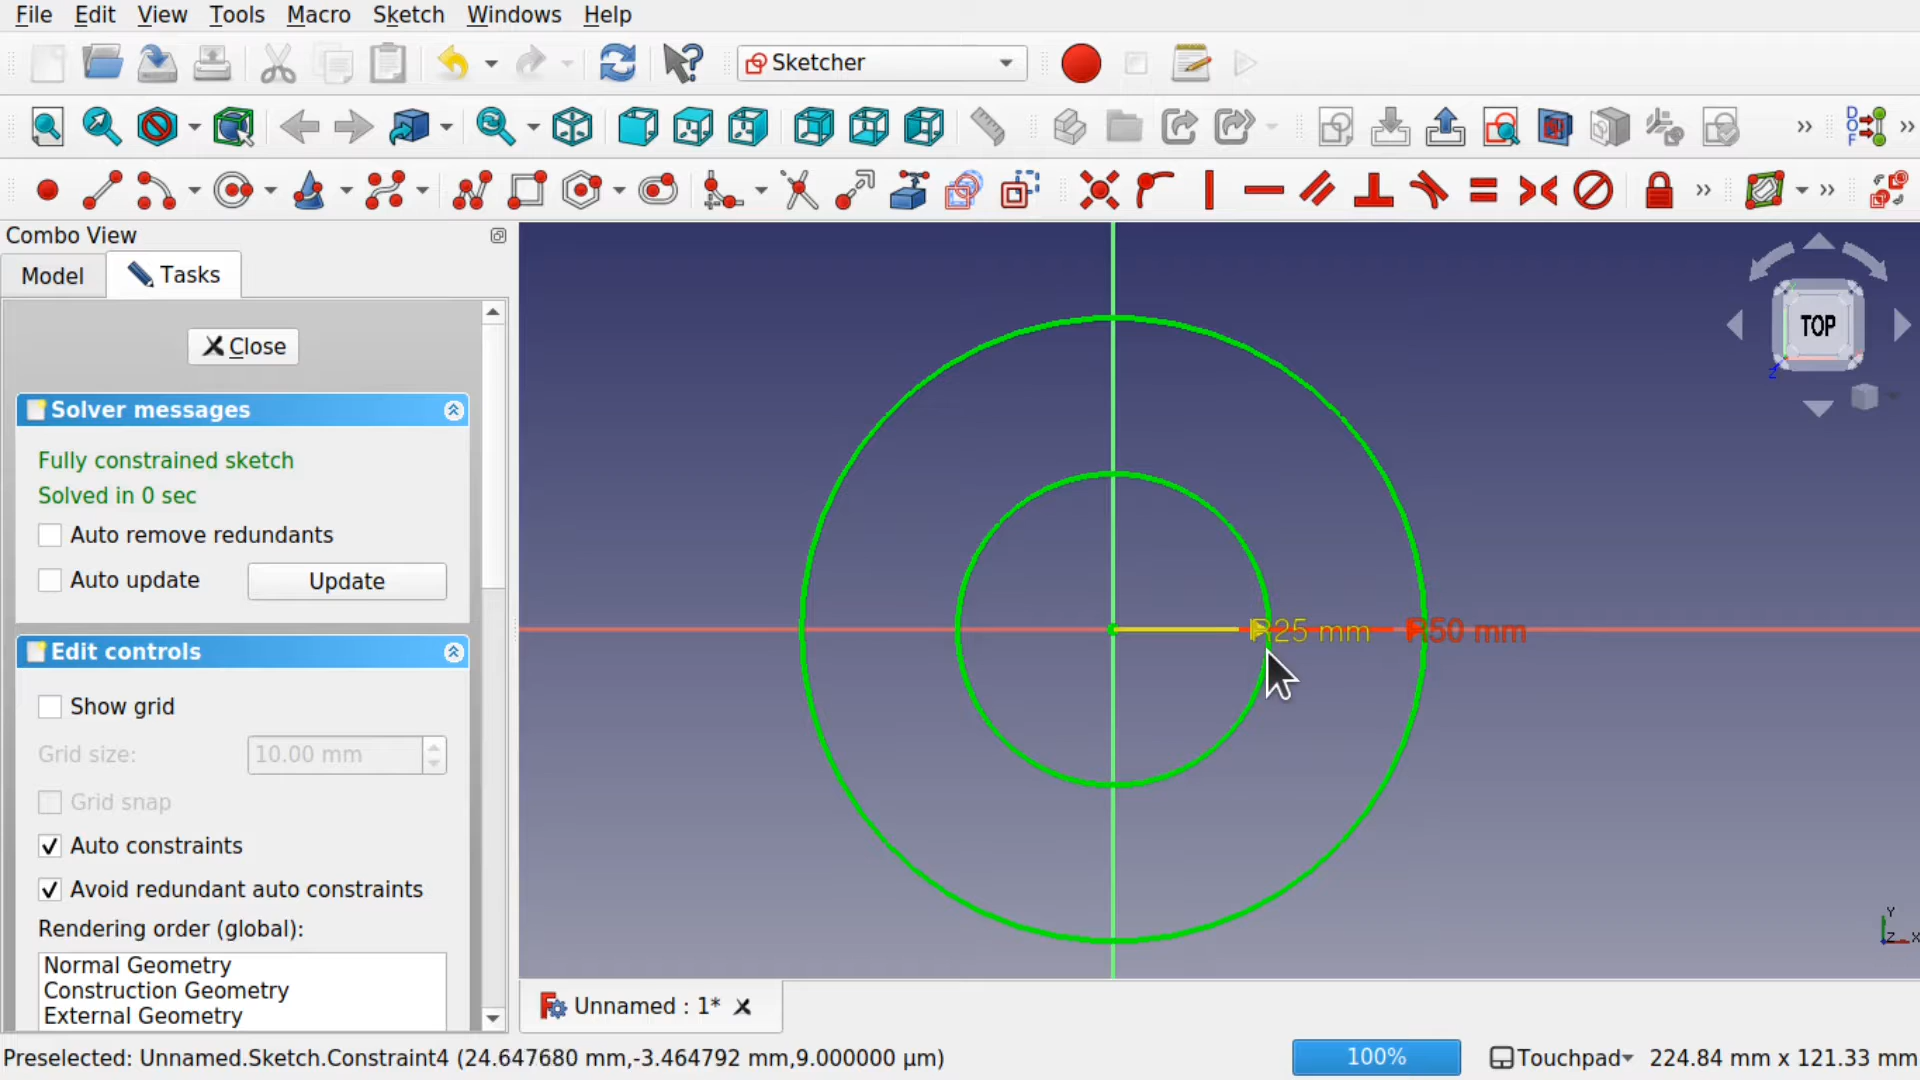 File Edit View Tools Macro Sketch Windows Help
Sketcher
D O F
Combo View
Model Tasks
Close
Solver messages
Fully constrained sketch
Solved in 0 sec
Auto remove redundants
Auto update Update
Edit controls
Show grid
Grid size: 10.00 mm
Grid snap
Auto constraints
Avoid redundant auto constraints
Rendering order (global):
Normal Geometry
Construction Geometry
External Geometry
TOP
Z
R25 mm R50 mm
Y
Z X
Unnamed : 1*
Preselected: Unnamed.Sketch.Constraint4 (24.647680 mm,-3.464792 mm,9.000000 µm) 100% Touchpad 224.84 mm x 121.33 mm